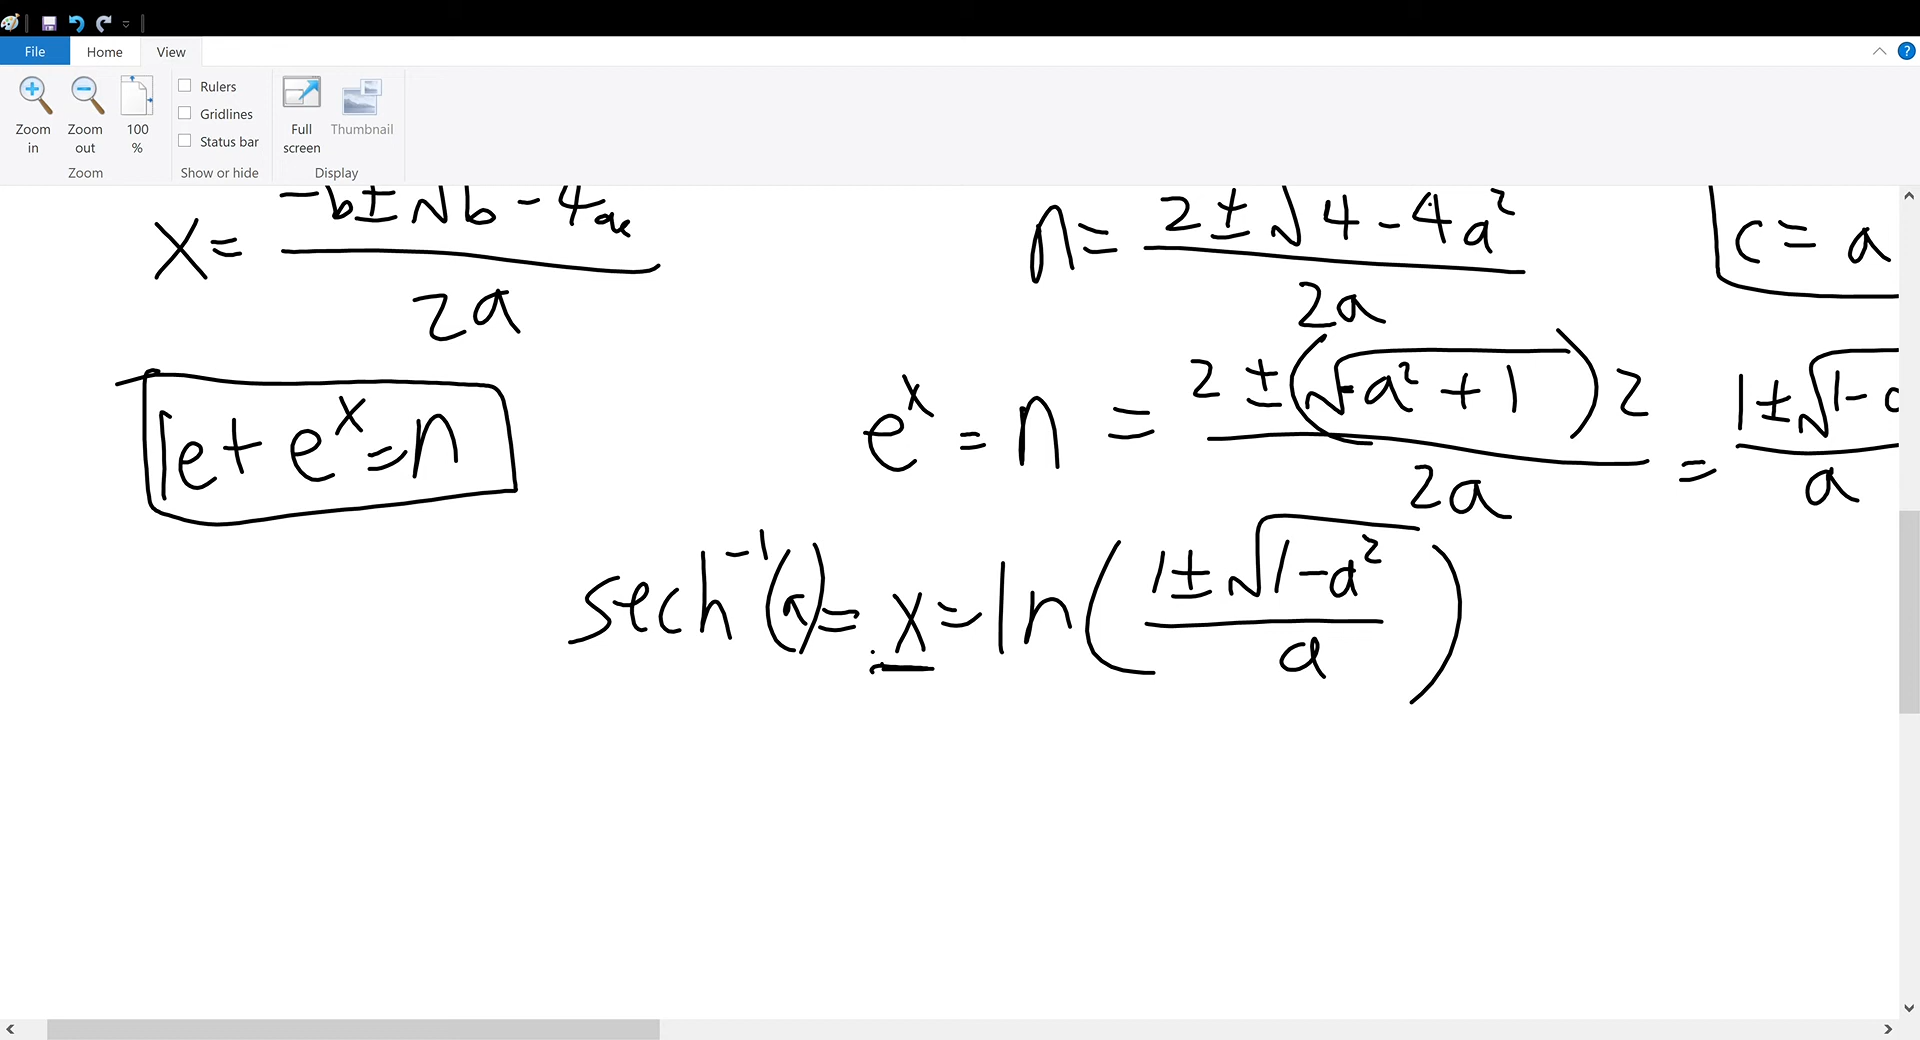 File Home View
Zoom in
Zoom out
100 %
Rulers
Gridlines
Status bar
Full screen
Thumbnail
Zoom
Show or hide
Display
x = (-b ± √b - 4ac) / 2a
n = (2 ± √4 - 4a²) / 2a
c = a
let eˣ = n
eˣ = n = (2 ± (√-a² + 1) 2) / 2a = (1 ± √1 -) / a
sech⁻¹(a) = x = ln((1 ± √1 - a²) / a)